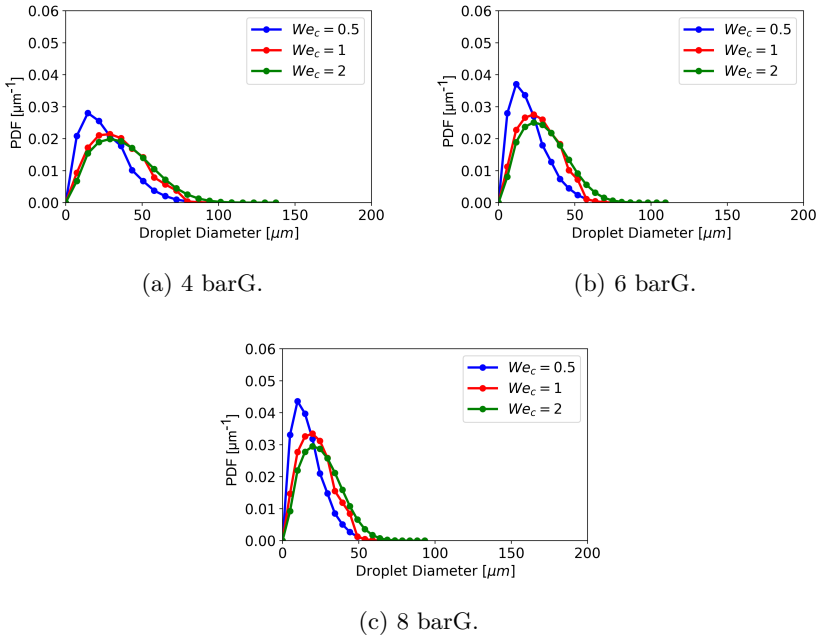 0.06
0.05
0.04
0.03
0.02
0.01
0.00
PDF [μm⁻¹]
We_c = 0.5
We_c = 1
We_c = 2
0 50 100 150 200
Droplet Diameter [μm]
(a) 4 barG.
0.06
0.05
0.04
0.03
0.02
0.01
0.00
PDF [μm⁻¹]
We_c = 0.5
We_c = 1
We_c = 2
0 50 100 150 200
Droplet Diameter [μm]
(b) 6 barG.
0.06
0.05
0.04
0.03
0.02
0.01
0.00
PDF [μm⁻¹]
We_c = 0.5
We_c = 1
We_c = 2
0 50 100 150 200
Droplet Diameter [μm]
(c) 8 barG.